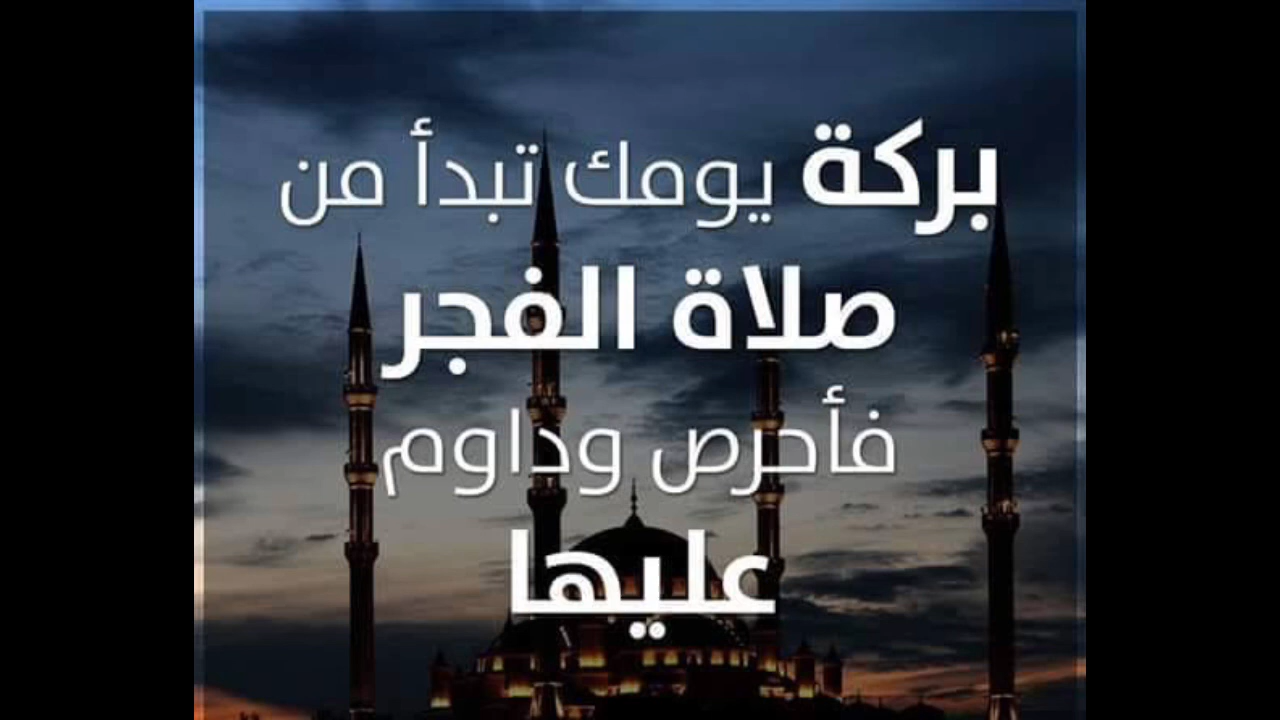 بركة يومك تبدأ من
صلاة الفجر
فأحرص وداوم
عليها